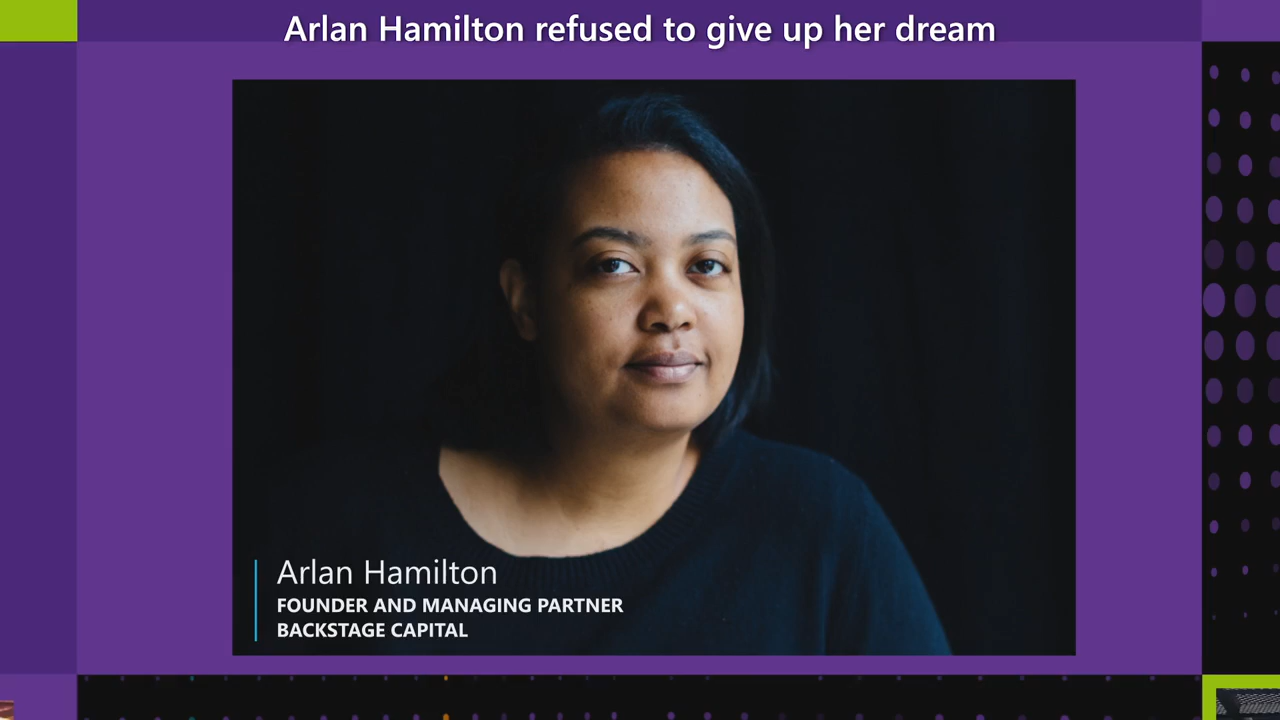 Arlan Hamilton refused to give up her dream
Arlan Hamilton
FOUNDER AND MANAGING PARTNER
BACKSTAGE CAPITAL